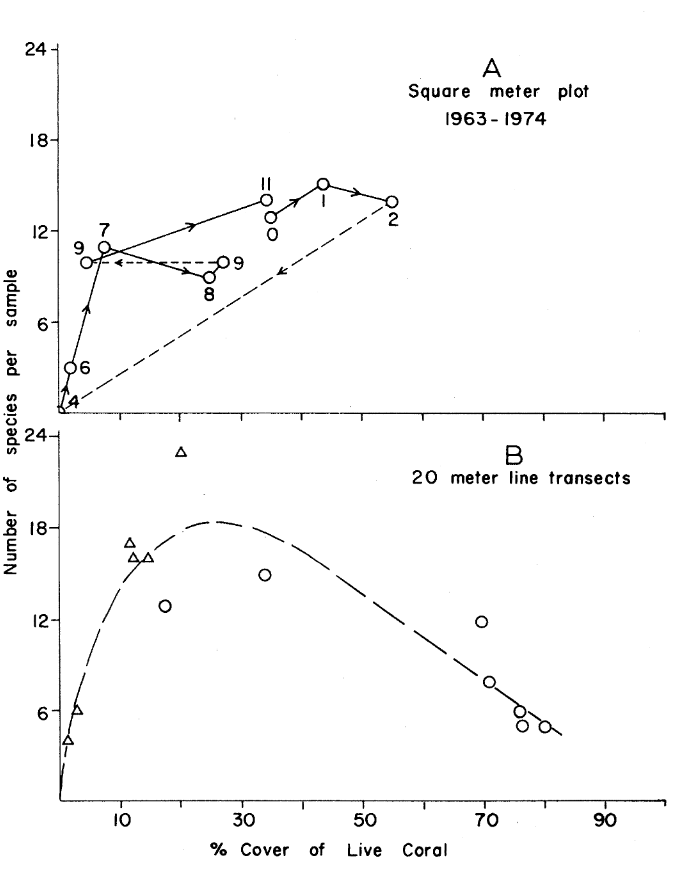 24
A
Square meter plot
1963-1974
18
11
1
0
2
12
7
9
9
8
6
6
4
Number of species per sample
24
B
20 meter line transects
18
12
6
10 30 50 70 90
% Cover of Live Coral